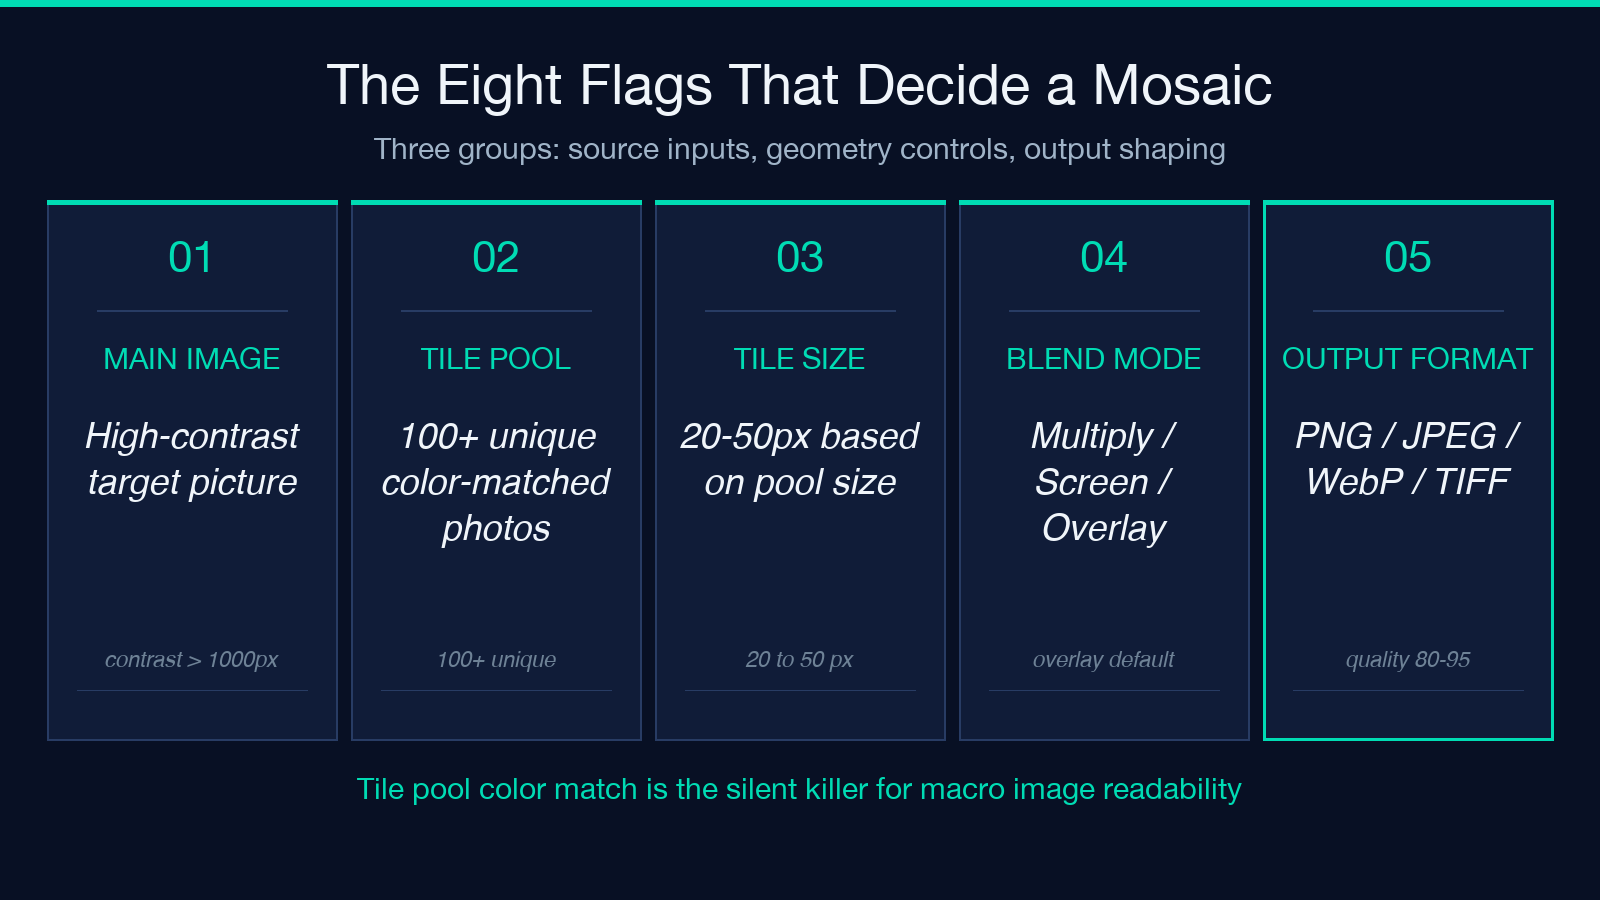 The Eight Flags That Decide a Mosaic
Three groups: source inputs, geometry controls, output shaping
01
MAIN IMAGE
High-contrast
target picture
contrast > 1000px
02
TILE POOL
100+ unique
color-matched
photos
100+ unique
03
TILE SIZE
20-50px based
on pool size
20 to 50 px
04
BLEND MODE
Multiply /
Screen /
Overlay
overlay default
05
OUTPUT FORMAT
PNG / JPEG /
WebP / TIFF
quality 80-95
Tile pool color match is the silent killer for macro image readability